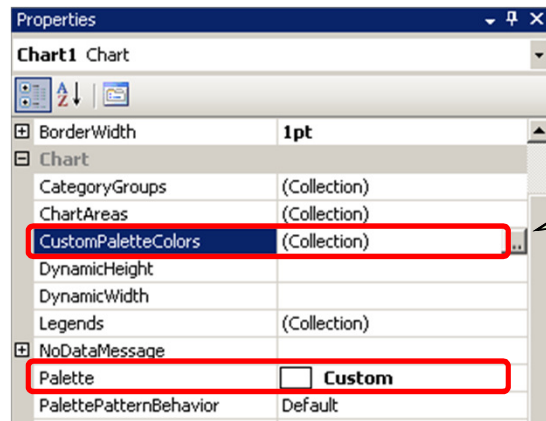 Properties
Chart1 Chart
A Z
BorderWidth 1pt
Chart
CategoryGroups (Collection)
ChartAreas (Collection)
CustomPaletteColors (Collection) ...
DynamicHeight
DynamicWidth
Legends (Collection)
NoDataMessage
Palette Custom
PalettePatternBehavior Default